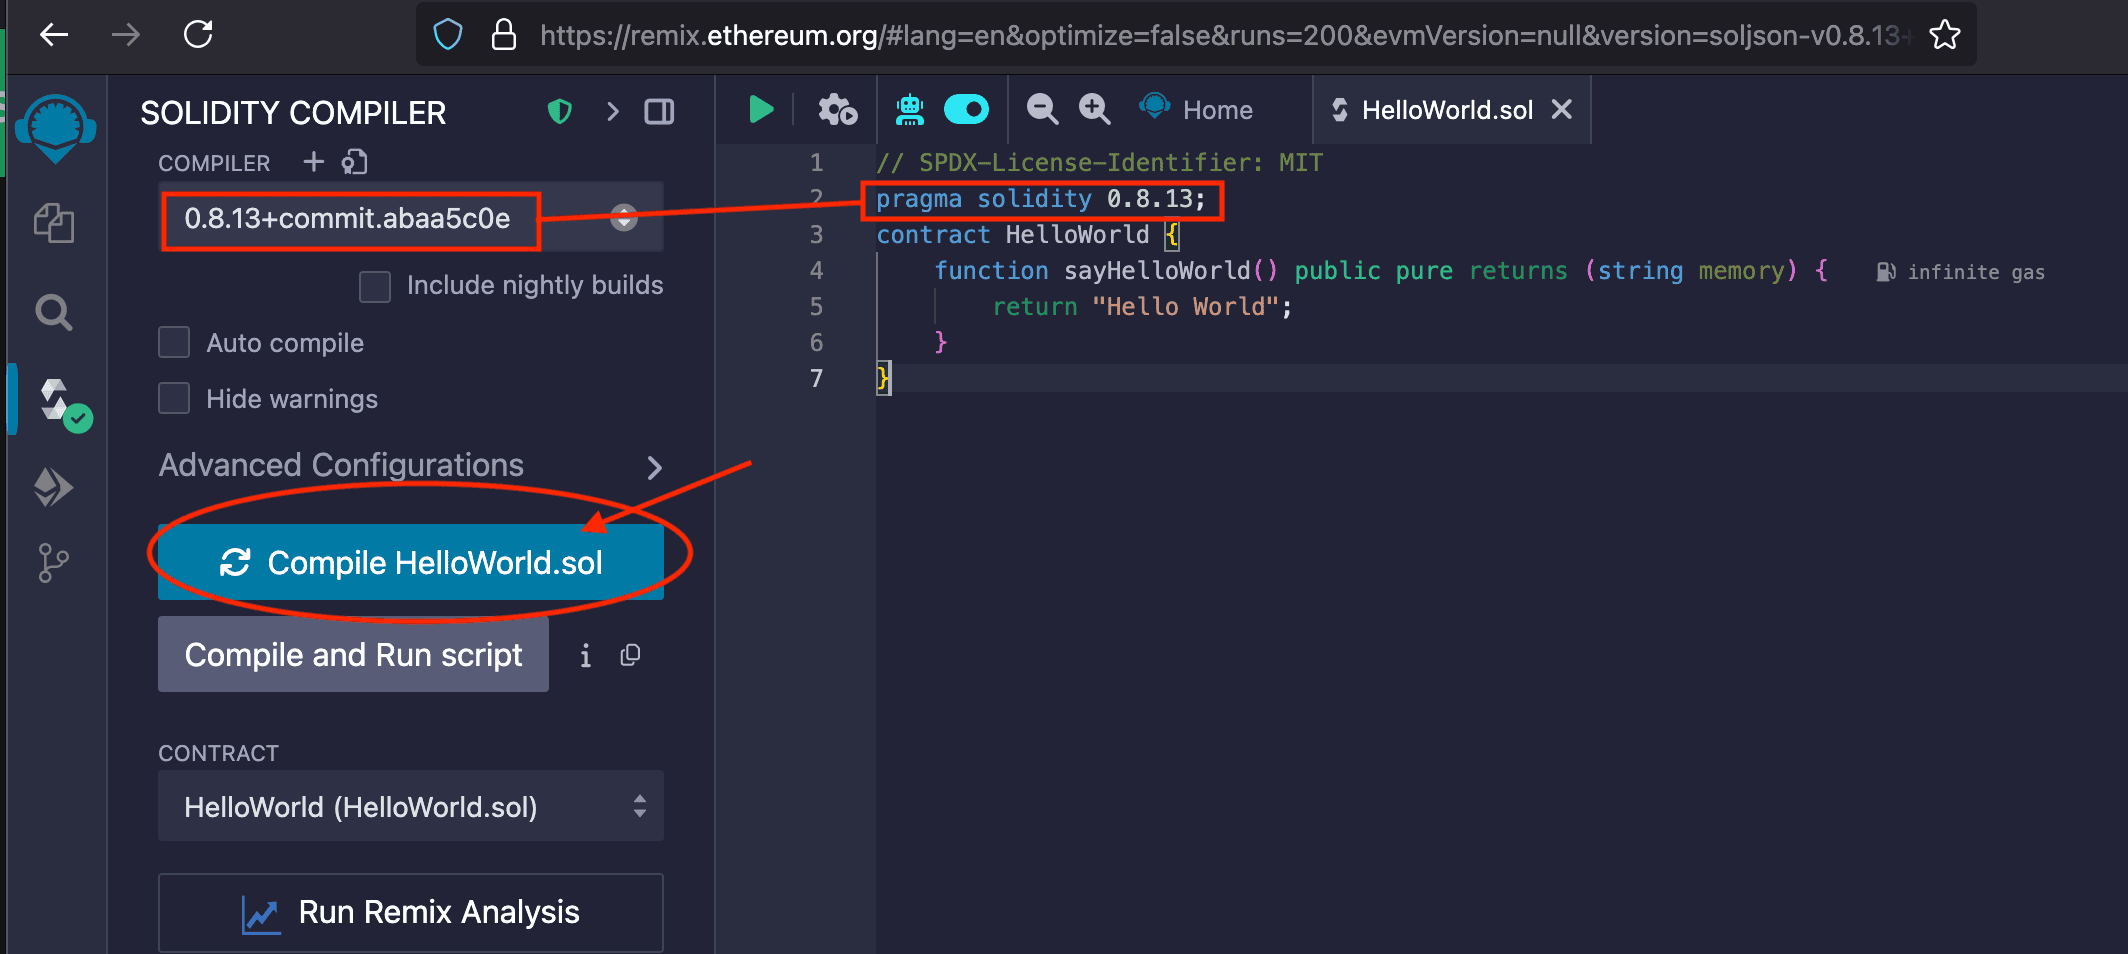 https://remix.ethereum.org/#lang=en&optimize=false&runs=200&evmVersion=null&version=soljson-v0.8.13+
SOLIDITY COMPILER
COMPILER
0.8.13+commit.abaa5c0e
Include nightly builds
Auto compile
Hide warnings
Advanced Configurations
Compile HelloWorld.sol
Compile and Run script
i
CONTRACT
HelloWorld (HelloWorld.sol)
Run Remix Analysis
Home
HelloWorld.sol
1 // SPDX-License-Identifier: MIT
2 pragma solidity 0.8.13;
3 contract HelloWorld {
4 function sayHelloWorld() public pure returns (string memory) { infinite gas
5 return "Hello World";
6 }
7 }